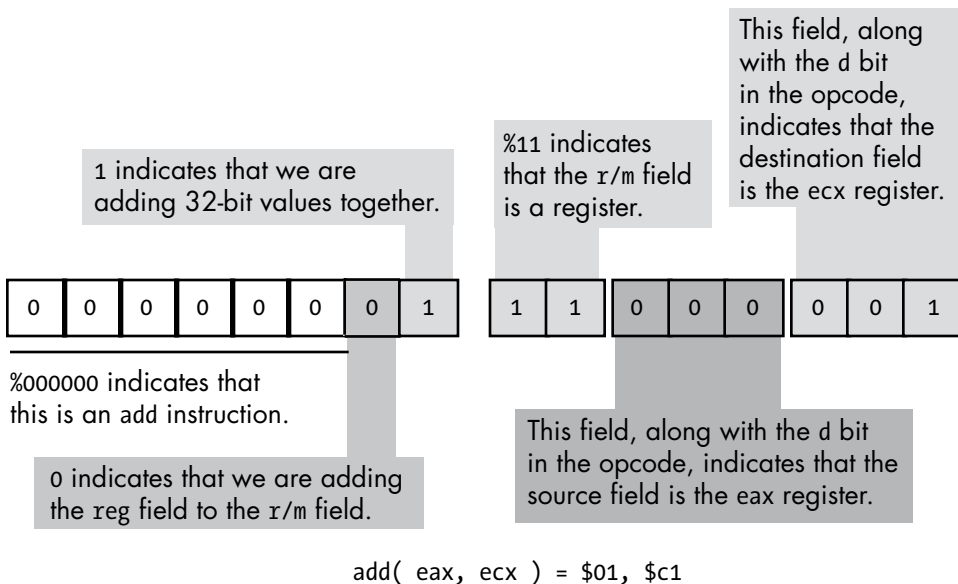 This field, along
with the d bit
in the opcode,
indicates that the
destination field
is the ecx register.
1 indicates that we are
adding 32-bit values together.
%11 indicates
that the r/m field
is a register.
0 0 0 0 0 0 0 1 1 1 0 0 0 0 0 1
%000000 indicates that
this is an add instruction.
0 indicates that we are adding
the reg field to the r/m field.
This field, along with the d bit
in the opcode, indicates that the
source field is the eax register.
add( eax, ecx ) = $01, $c1